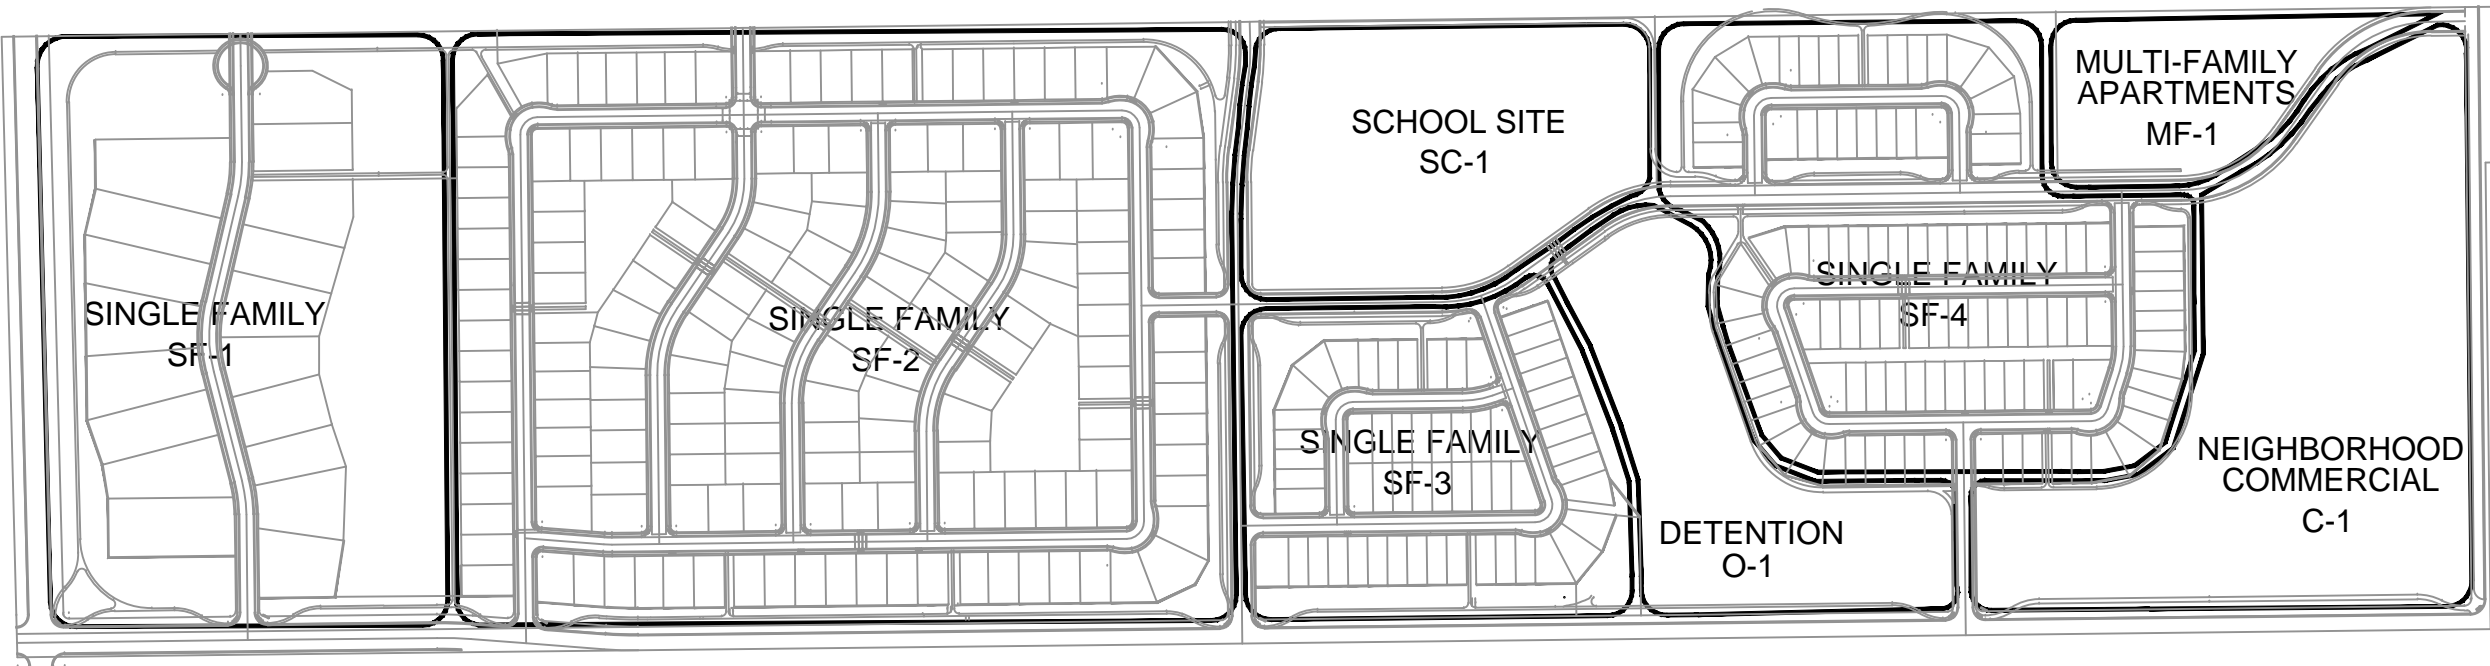 SINGLE FAMILY
SF-1
SINGLE FAMILY
SF-2
SCHOOL SITE
SC-1
SINGLE FAMILY
SF-3
DETENTION
O-1
SINGLE FAMILY
SF-4
MULTI-FAMILY
APARTMENTS
MF-1
NEIGHBORHOOD
COMMERCIAL
C-1